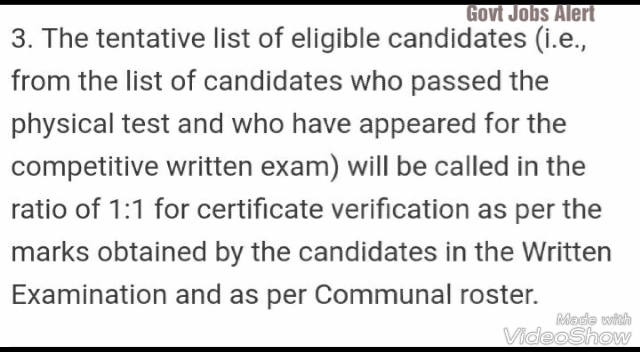 Govt Jobs Alert
3. The tentative list of eligible candidates (i.e.,
from the list of candidates who passed the
physical test and who have appeared for the
competitive written exam) will be called in the
ratio of 1:1 for certificate verification as per the
marks obtained by the candidates in the Written
Examination and as per Communal roster.
Made with
VideoShow